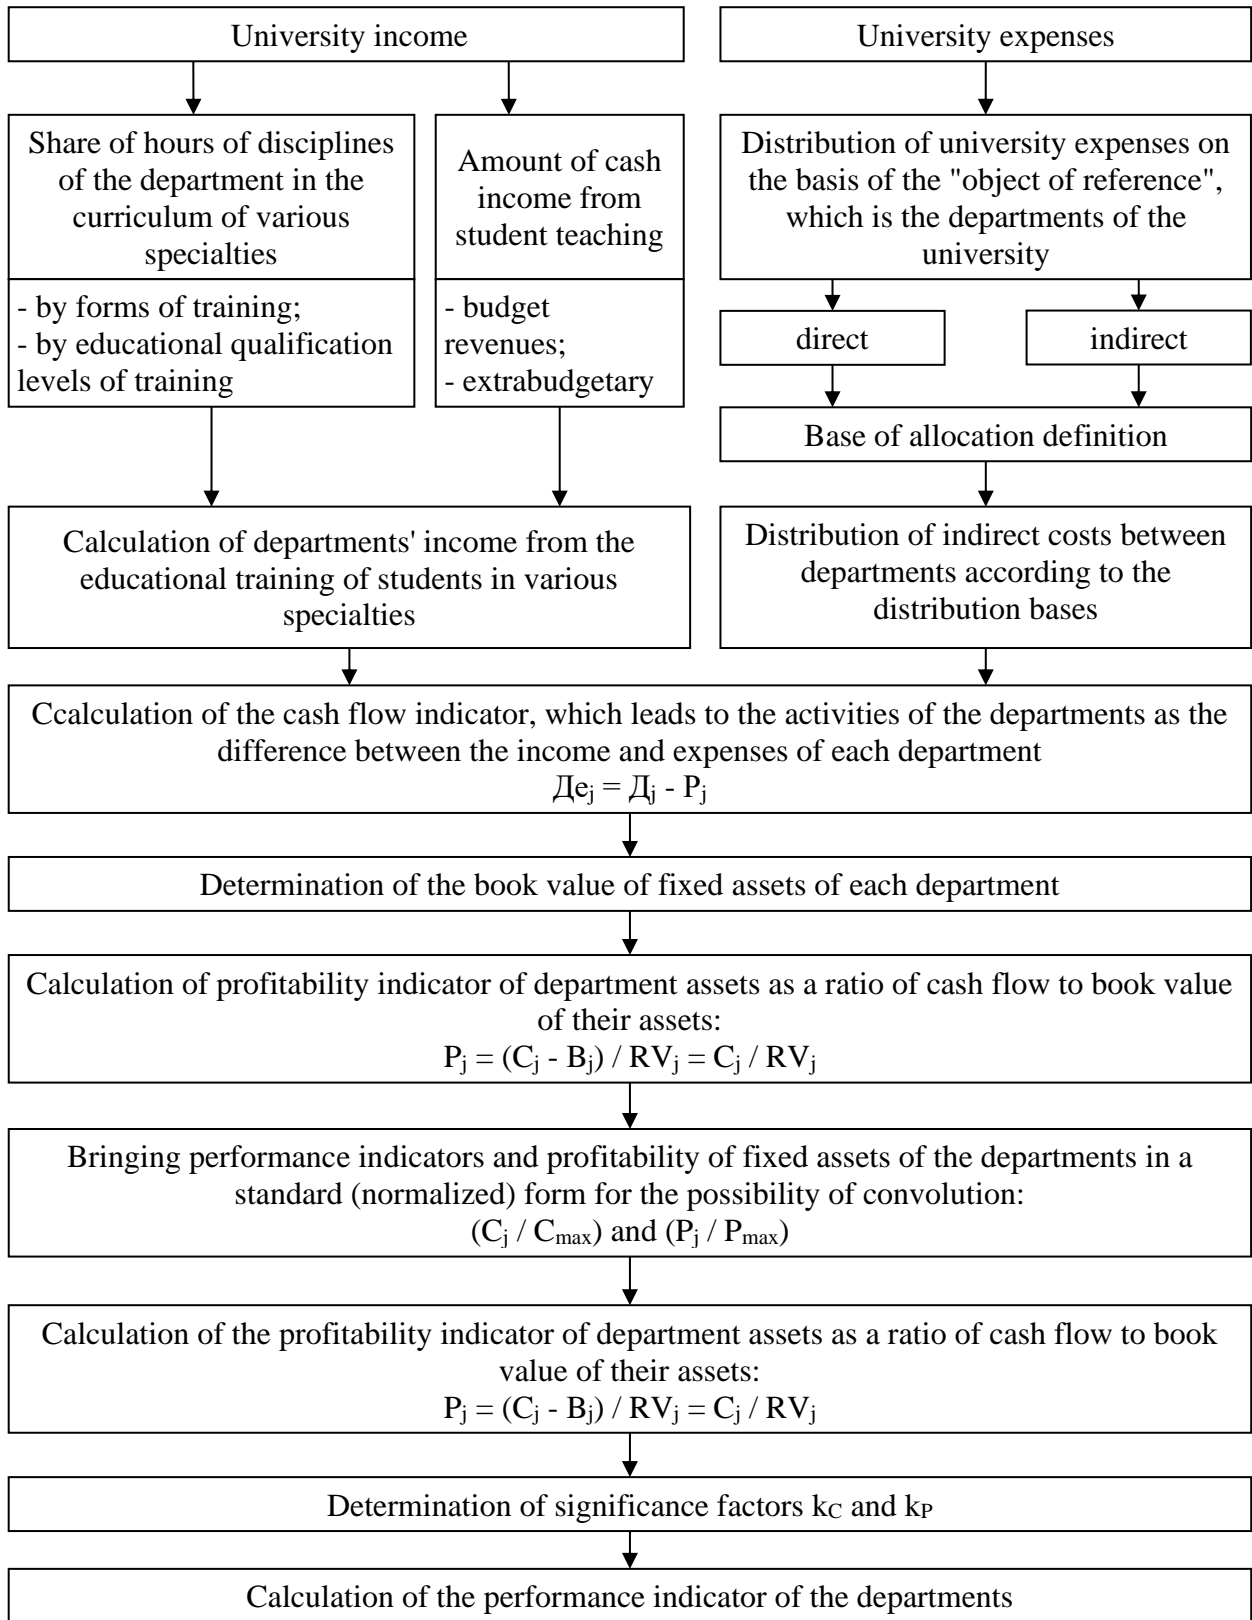 University income
University expenses
Share of hours of disciplines
of the department in the
curriculum of various
specialties
- by forms of training;
- by educational qualification
levels of training
Amount of cash
income from
student teaching
- budget
revenues;
- extrabudgetary
Distribution of university expenses on
the basis of the "object of reference",
which is the departments of the
university
direct
indirect
Base of allocation definition
Calculation of departments' income from the
educational training of students in various
specialties
Distribution of indirect costs between
departments according to the
distribution bases
Ccalculation of the cash flow indicator, which leads to the activities of the departments as the
difference between the income and expenses of each department
Деj = Дj - Pj
Determination of the book value of fixed assets of each department
Calculation of profitability indicator of department assets as a ratio of cash flow to book value
of their assets:
Pj = (Cj - Bj) / RVj = Cj / RVj
Bringing performance indicators and profitability of fixed assets of the departments in a
standard (normalized) form for the possibility of convolution:
(Cj / Cmax) and (Pj / Pmax)
Calculation of the profitability indicator of department assets as a ratio of cash flow to book
value of their assets:
Pj = (Cj - Bj) / RVj = Cj / RVj
Determination of significance factors kC and kP
Calculation of the performance indicator of the departments